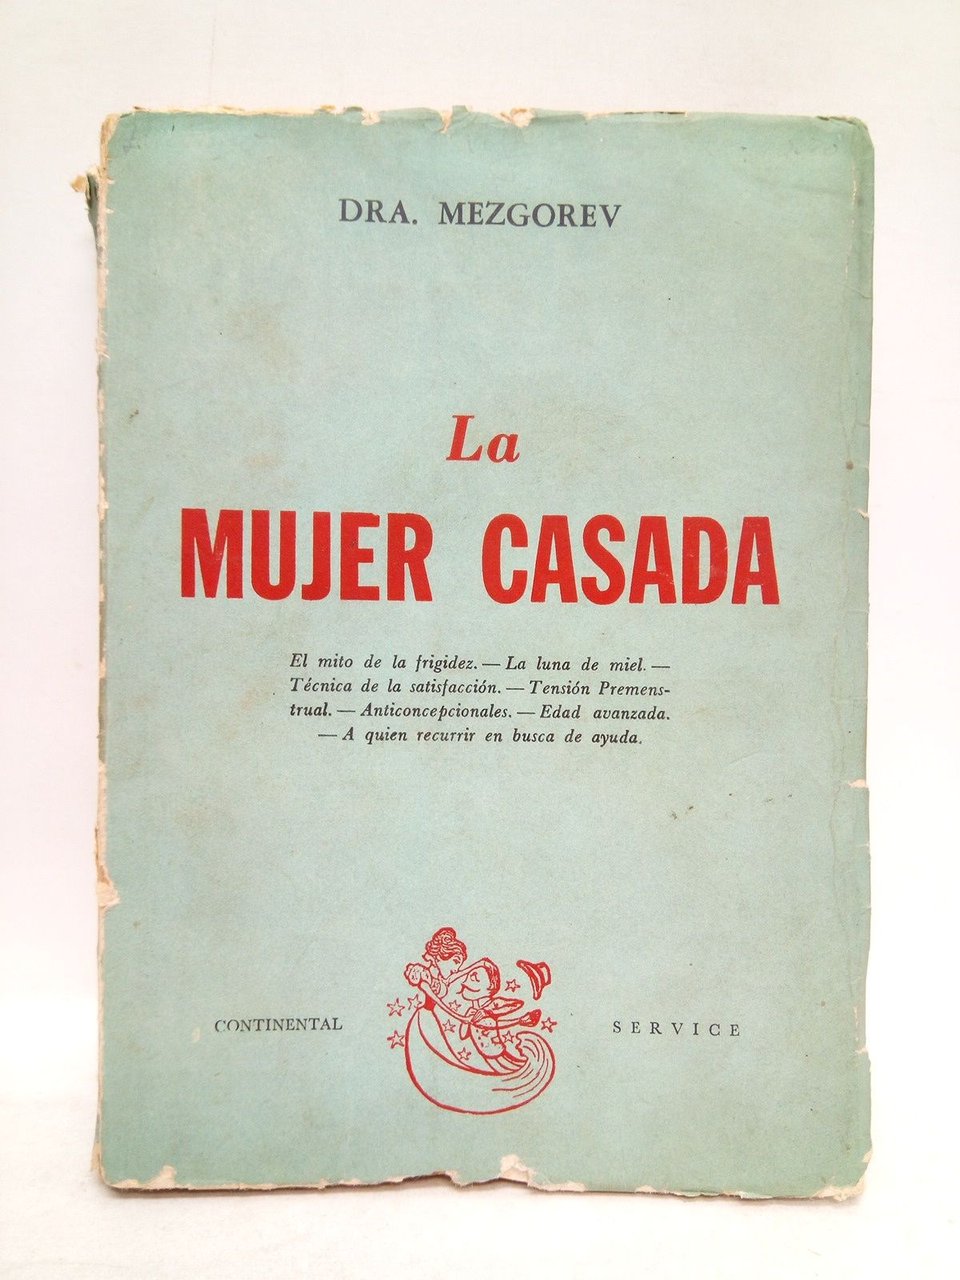 DRA. MEZGOREV
La
MUJER CASADA
El mito de la frigidez. — La luna de miel. —
Técnica de la satisfacción. — Tensión Premens-
trual. — Anticoncepcionales. — Edad avanzada.
— A quien recurrir en busca de ayuda.
CONTINENTAL SERVICE